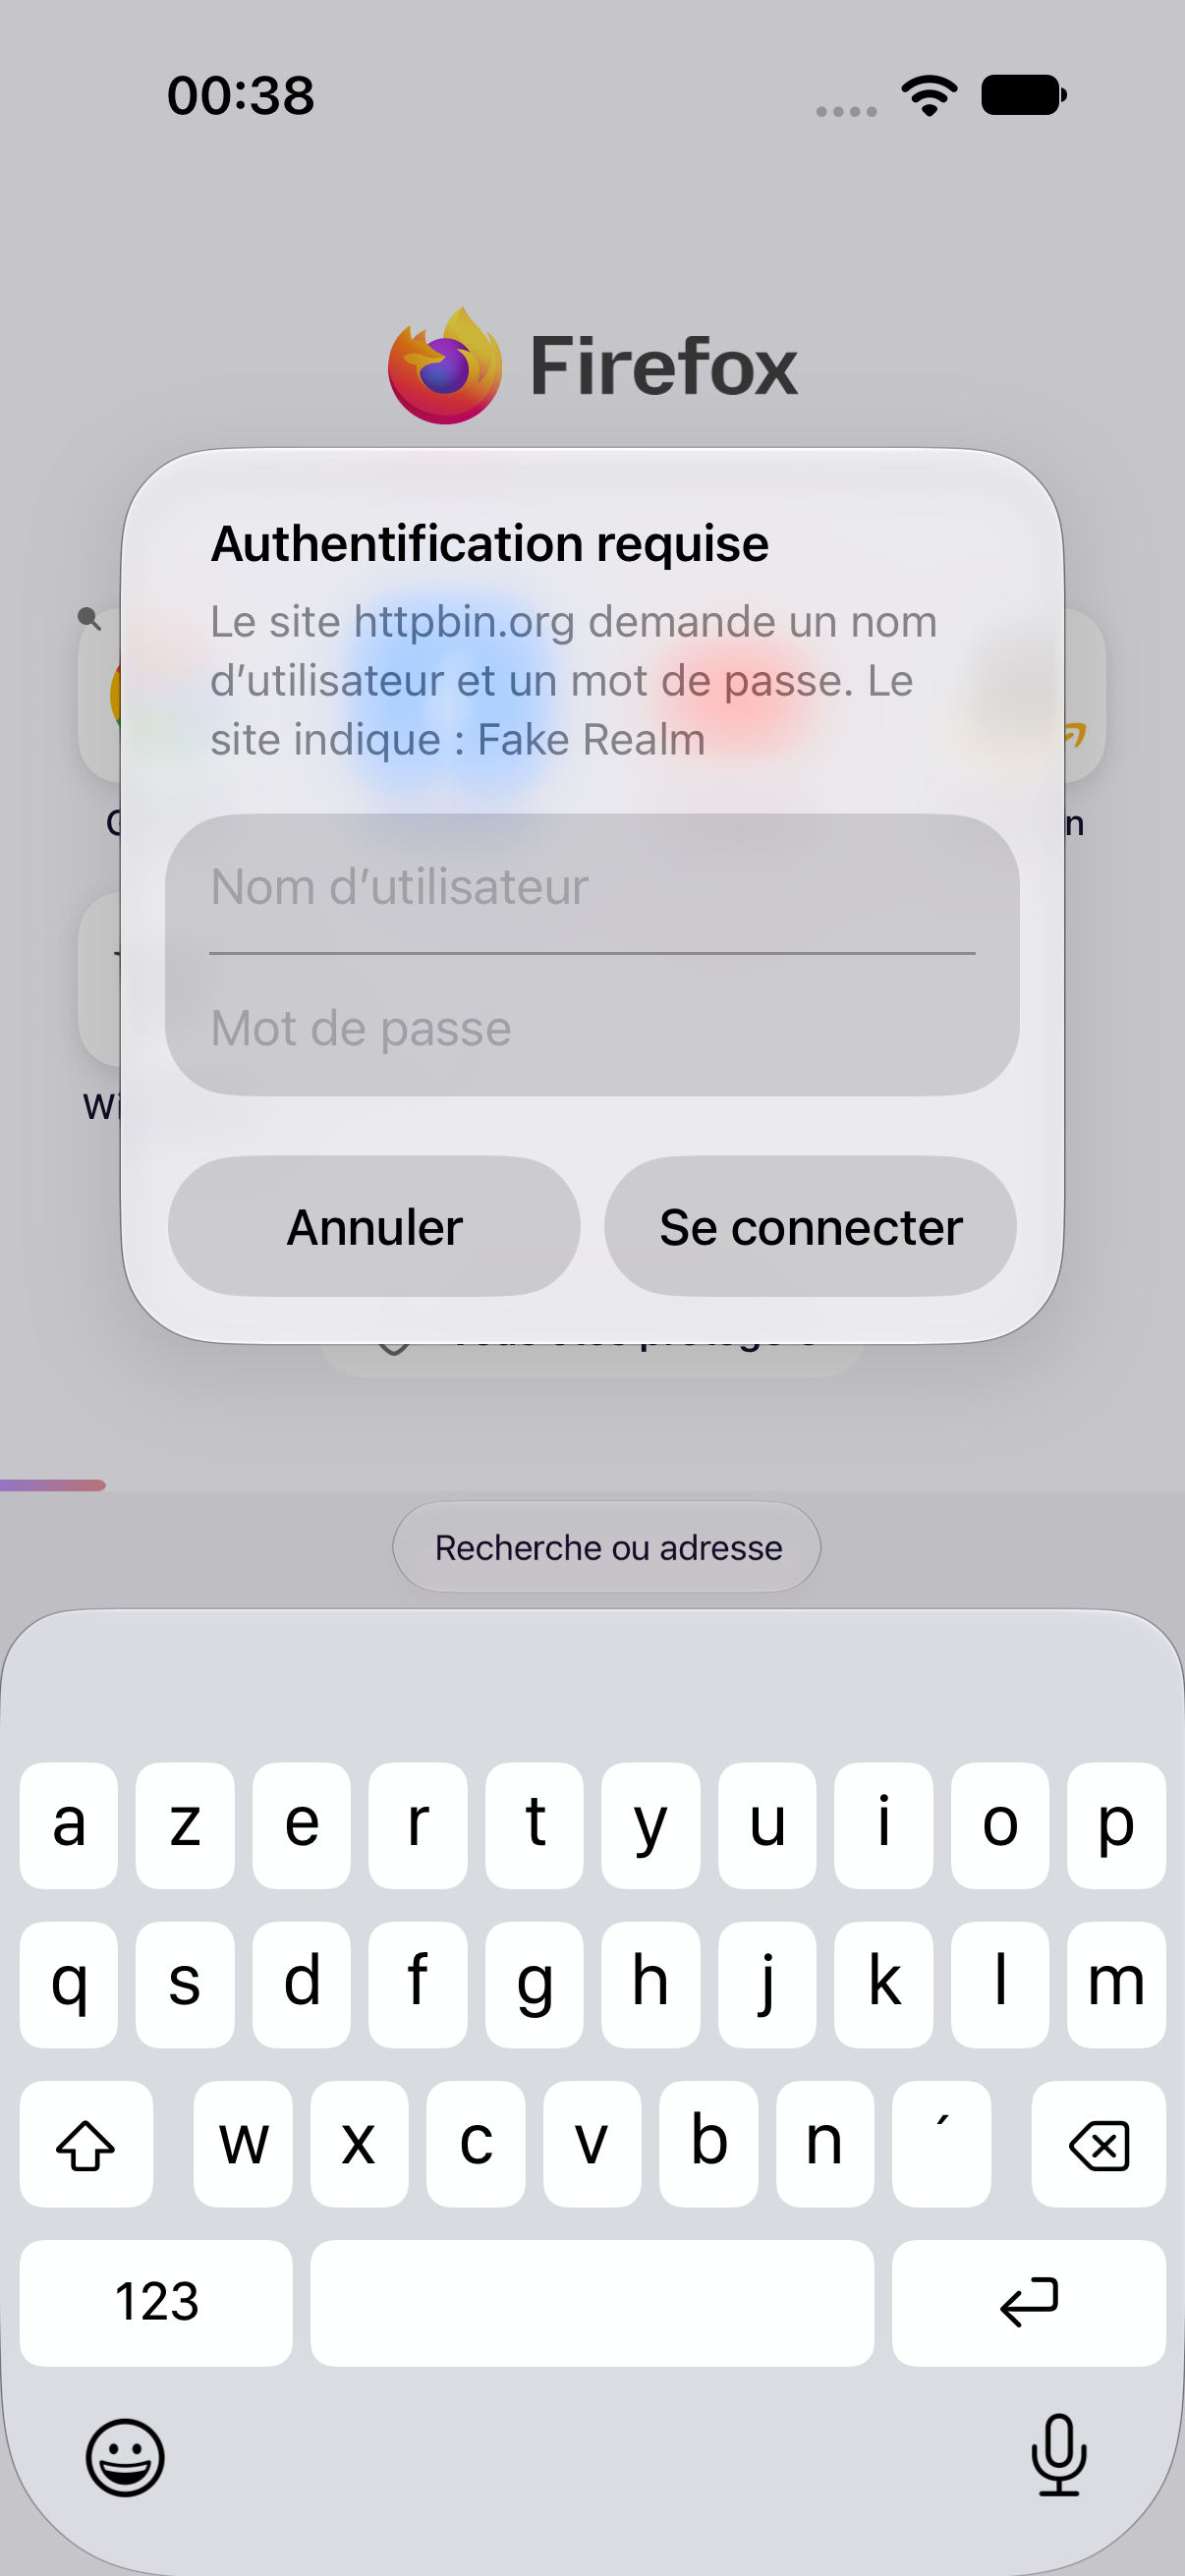 00:38
Firefox
Authentification requise
Le site httpbin.org demande un nom
d’utilisateur et un mot de passe. Le
site indique : Fake Realm
Nom d’utilisateur
Mot de passe
Annuler
Se connecter
Recherche ou adresse
a z e r t y u i o p
q s d f g h j k l m
w x c v b n ´
123